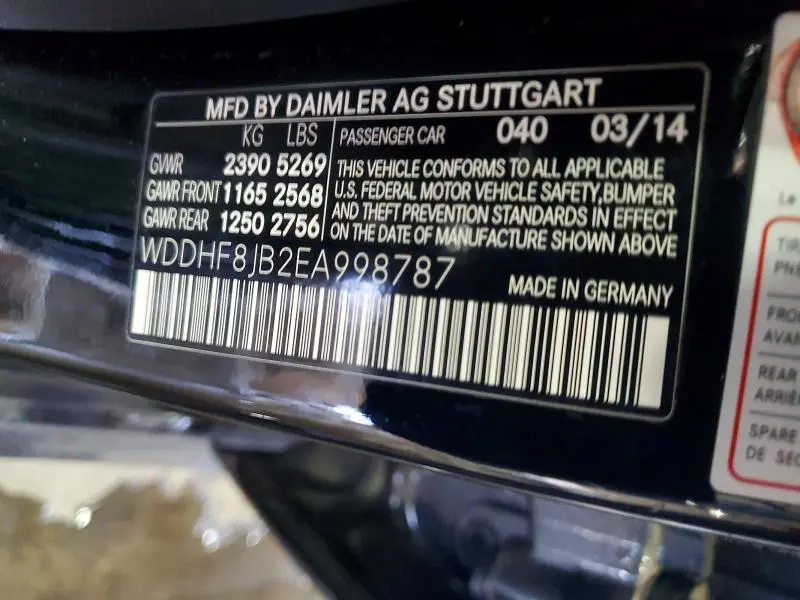 MFD BY DAIMLER AG STUTTGART
KG LBS
GVWR 2390 5269
GAWR FRONT 1165 2568
GAWR REAR 1250 2756
PASSENGER CAR 040 03/14
THIS VEHICLE CONFORMS TO ALL APPLICABLE
U.S. FEDERAL MOTOR VEHICLE SAFETY,BUMPER
AND THEFT PREVENTION STANDARDS IN EFFECT
ON THE DATE OF MANUFACTURE SHOWN ABOVE
WDDHF8JB2EA998787
MADE IN GERMANY
REAR
SPARE